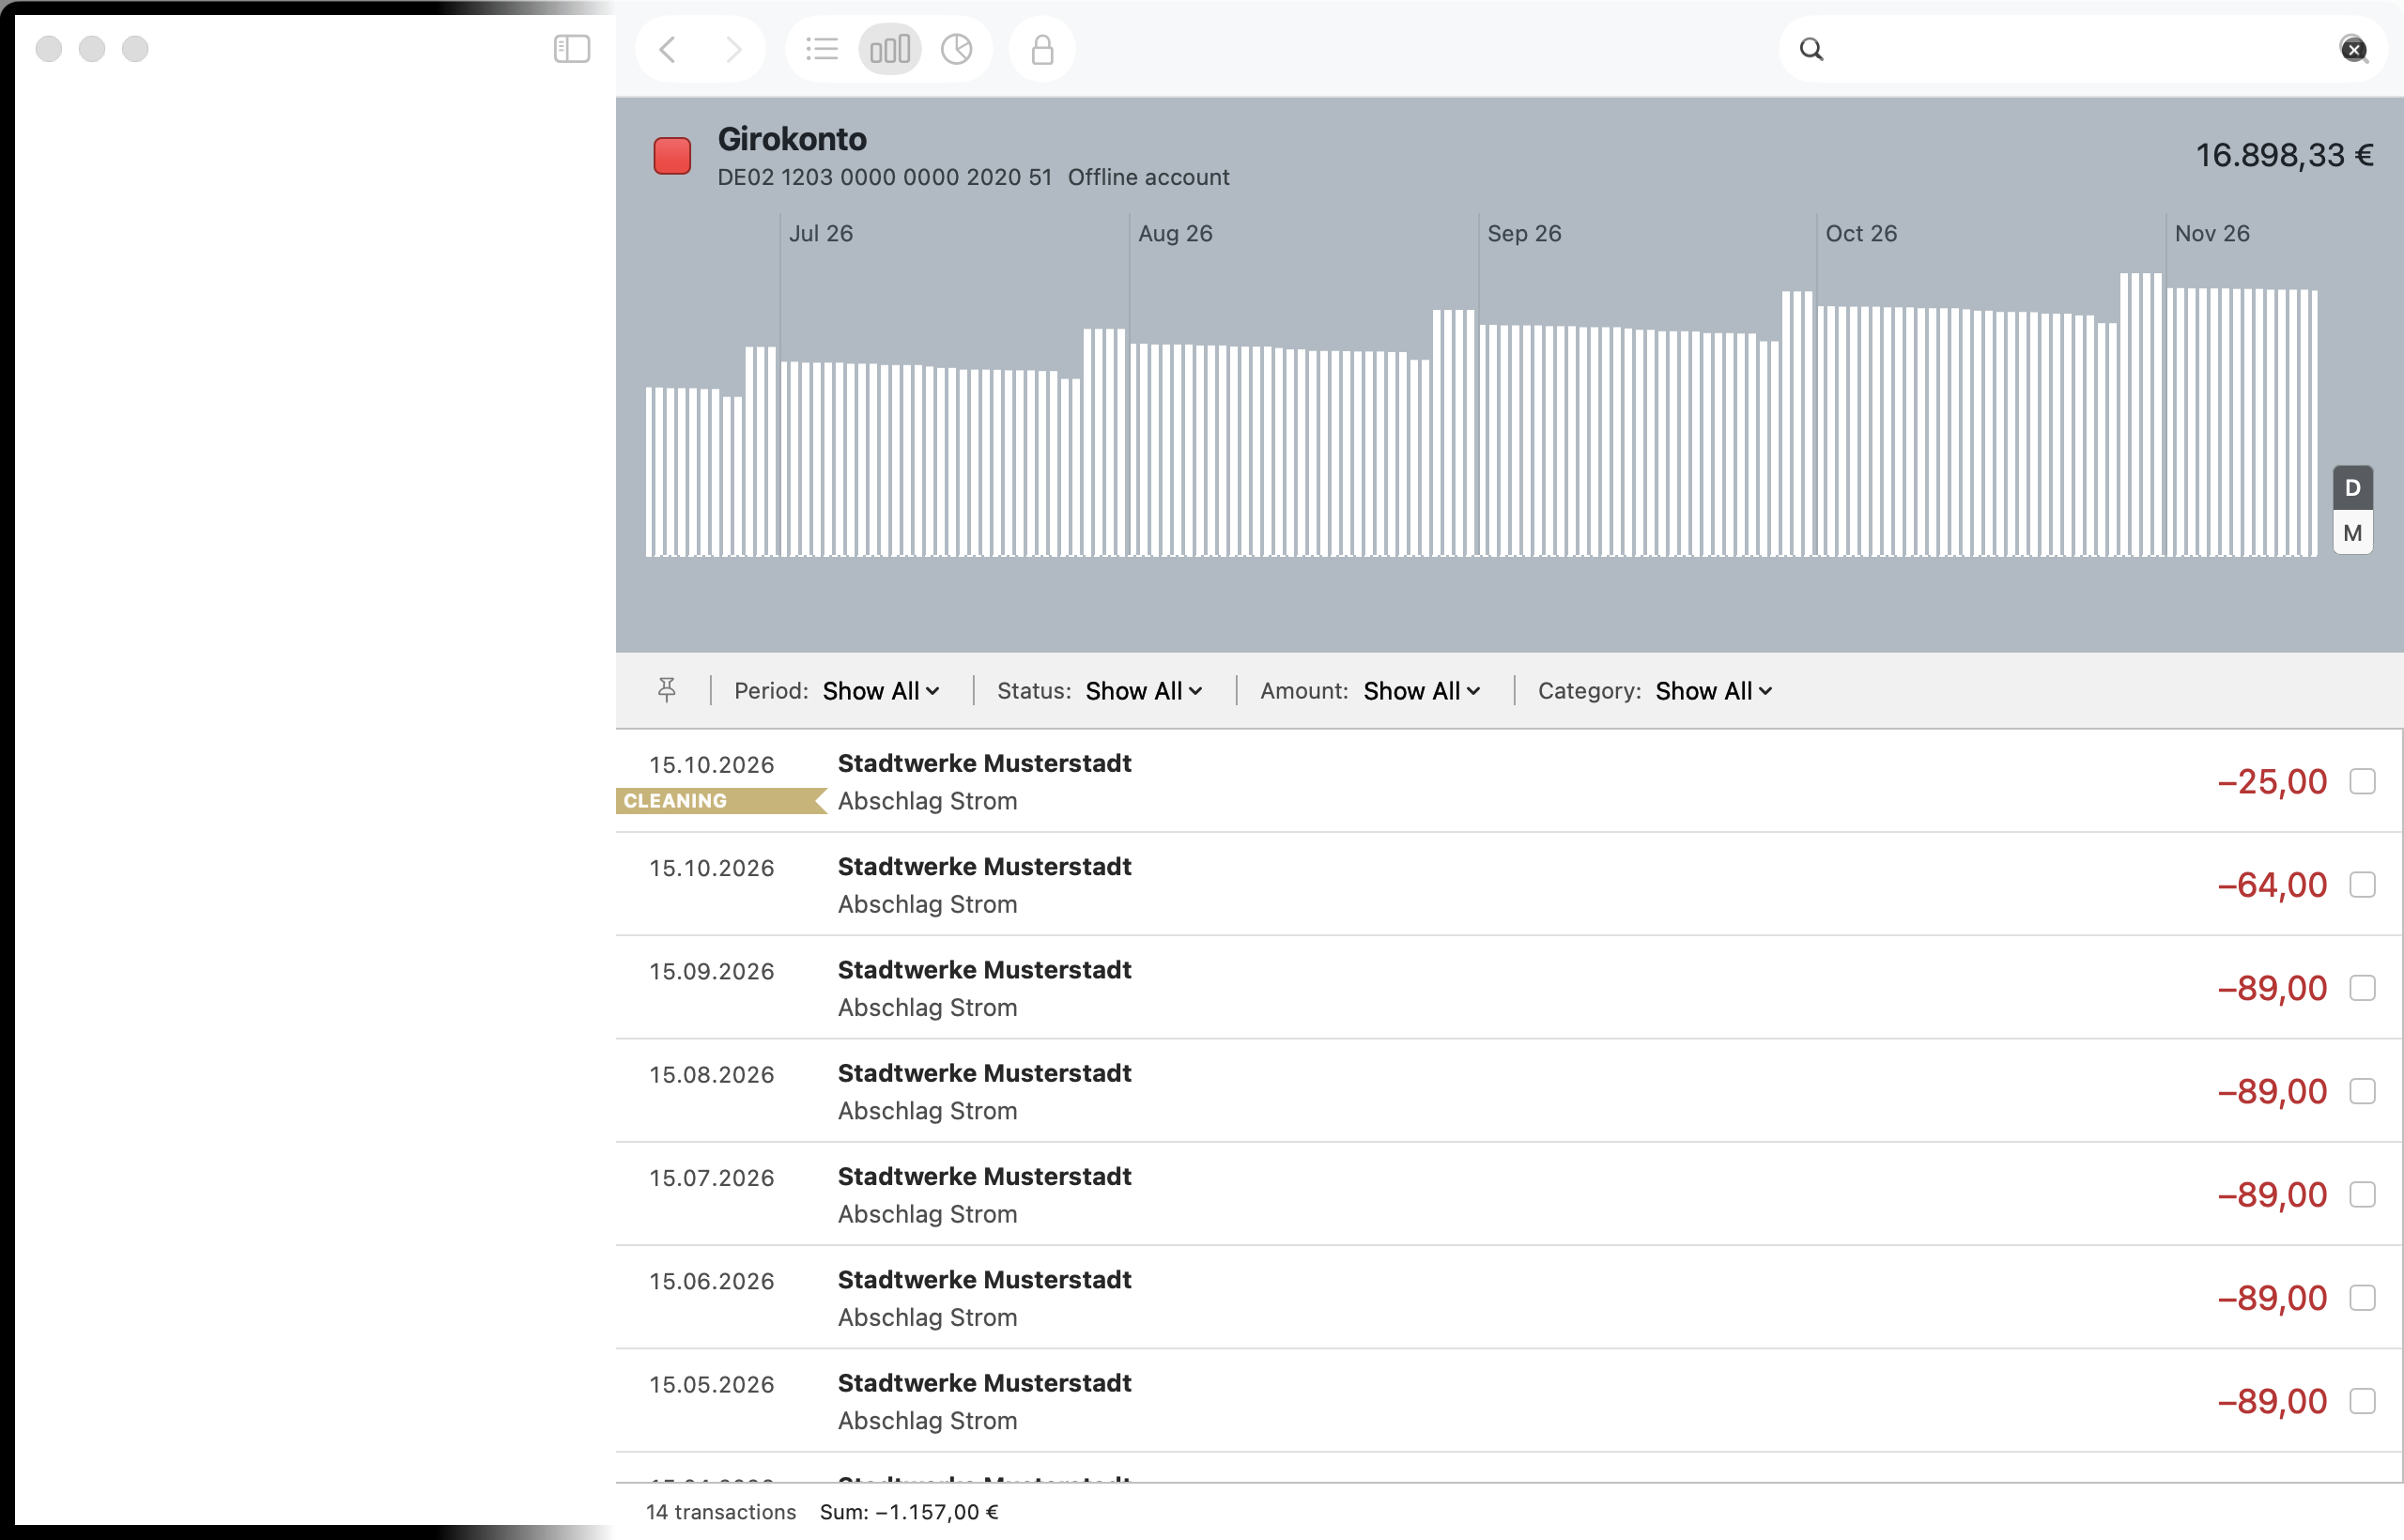 Girokonto
16.898,33 €
DE02 1203 0000 0000 2020 51 Offline account
Jul 26 Aug 26 Sep 26 Oct 26 Nov 26
D
M
Period: Show All Status: Show All Amount: Show All Category: Show All
15.10.2026 Stadtwerke Musterstadt
–25,00
CLEANING Abschlag Strom
15.10.2026 Stadtwerke Musterstadt
–64,00
Abschlag Strom
15.09.2026 Stadtwerke Musterstadt
–89,00
Abschlag Strom
15.08.2026 Stadtwerke Musterstadt
–89,00
Abschlag Strom
15.07.2026 Stadtwerke Musterstadt
–89,00
Abschlag Strom
15.06.2026 Stadtwerke Musterstadt
–89,00
Abschlag Strom
15.05.2026 Stadtwerke Musterstadt
–89,00
Abschlag Strom
14 transactions Sum: –1.157,00 €